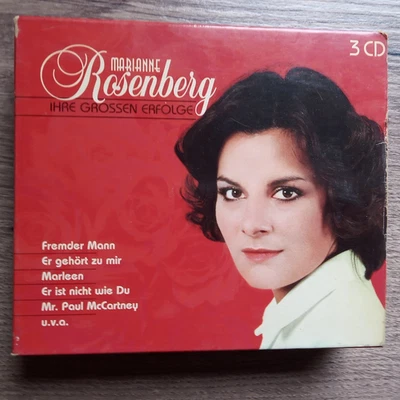 MARIANNE
Rosenberg
IHRE GROSSEN ERFOLGE
3 CD
Fremder Mann
Er gehört zu mir
Marleen
Er ist nicht wie Du
Mr. Paul McCartney
u.v.a.